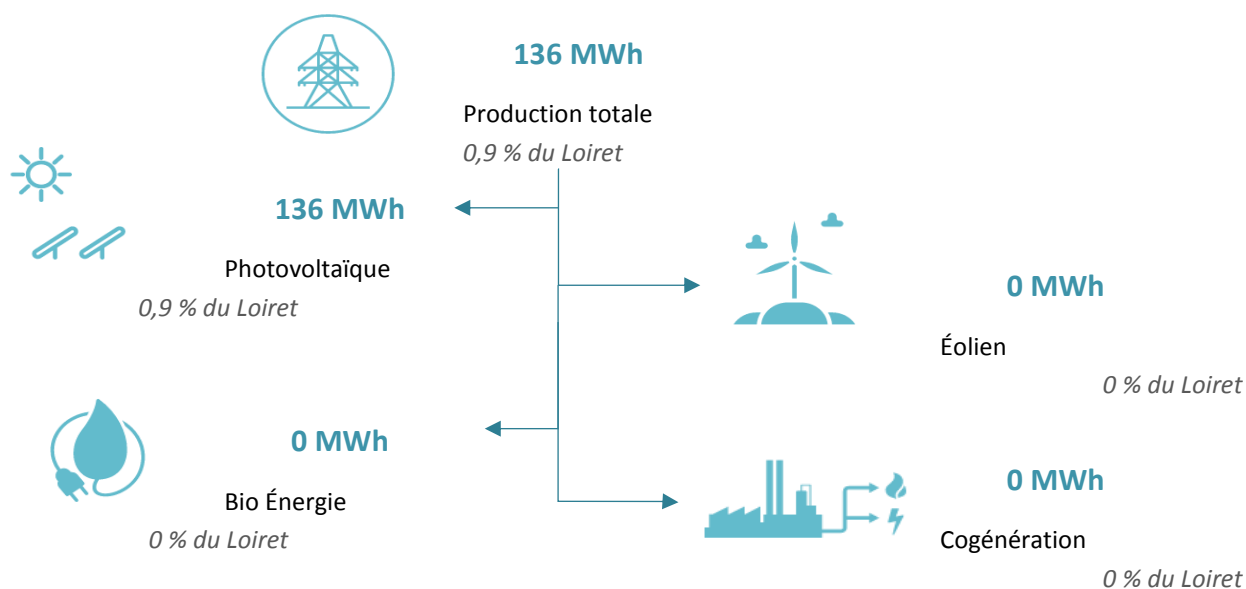 136 MWh
Production totale
0,9 % du Loiret
136 MWh
Photovoltaïque
0,9 % du Loiret
0 MWh
Éolien
0 % du Loiret
0 MWh
Bio Énergie
0 % du Loiret
0 MWh
Cogénération
0 % du Loiret